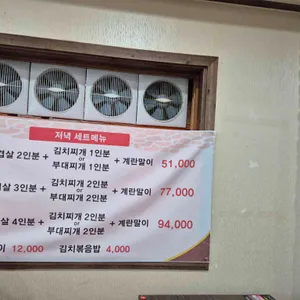 저녁 세트메뉴
겹살 2인분 + 김치찌개 1인분 or 부대찌개 1인분 + 계란말이 51.000
살 3인분 + 김치찌개 2인분 or 부대찌개 2인분 + 계란말이 77,000
살 4인분 + 김치찌개 2인분 or 부대찌개 2인분 + 계란말이 94,000
이 12,000 김치볶음밥 4,000